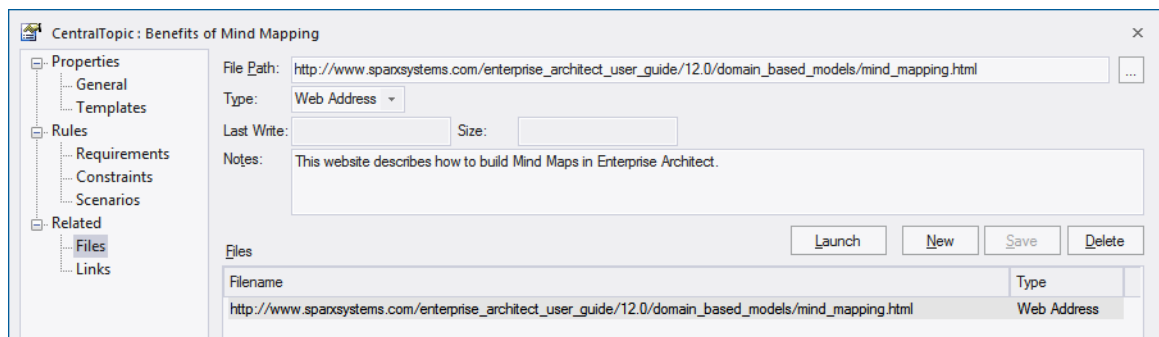 CentralTopic : Benefits of Mind Mapping
Properties
General
Templates
Rules
Requirements
Constraints
Scenarios
Related
Files
Links
File Path: http://www.sparxsystems.com/enterprise_architect_user_guide/12.0/domain_based_models/mind_mapping.html ...
Type: Web Address
Last Write: Size:
Notes: This website describes how to build Mind Maps in Enterprise Architect.
Launch New Save Delete
Files
Filename Type
http://www.sparxsystems.com/enterprise_architect_user_guide/12.0/domain_based_models/mind_mapping.html Web Address